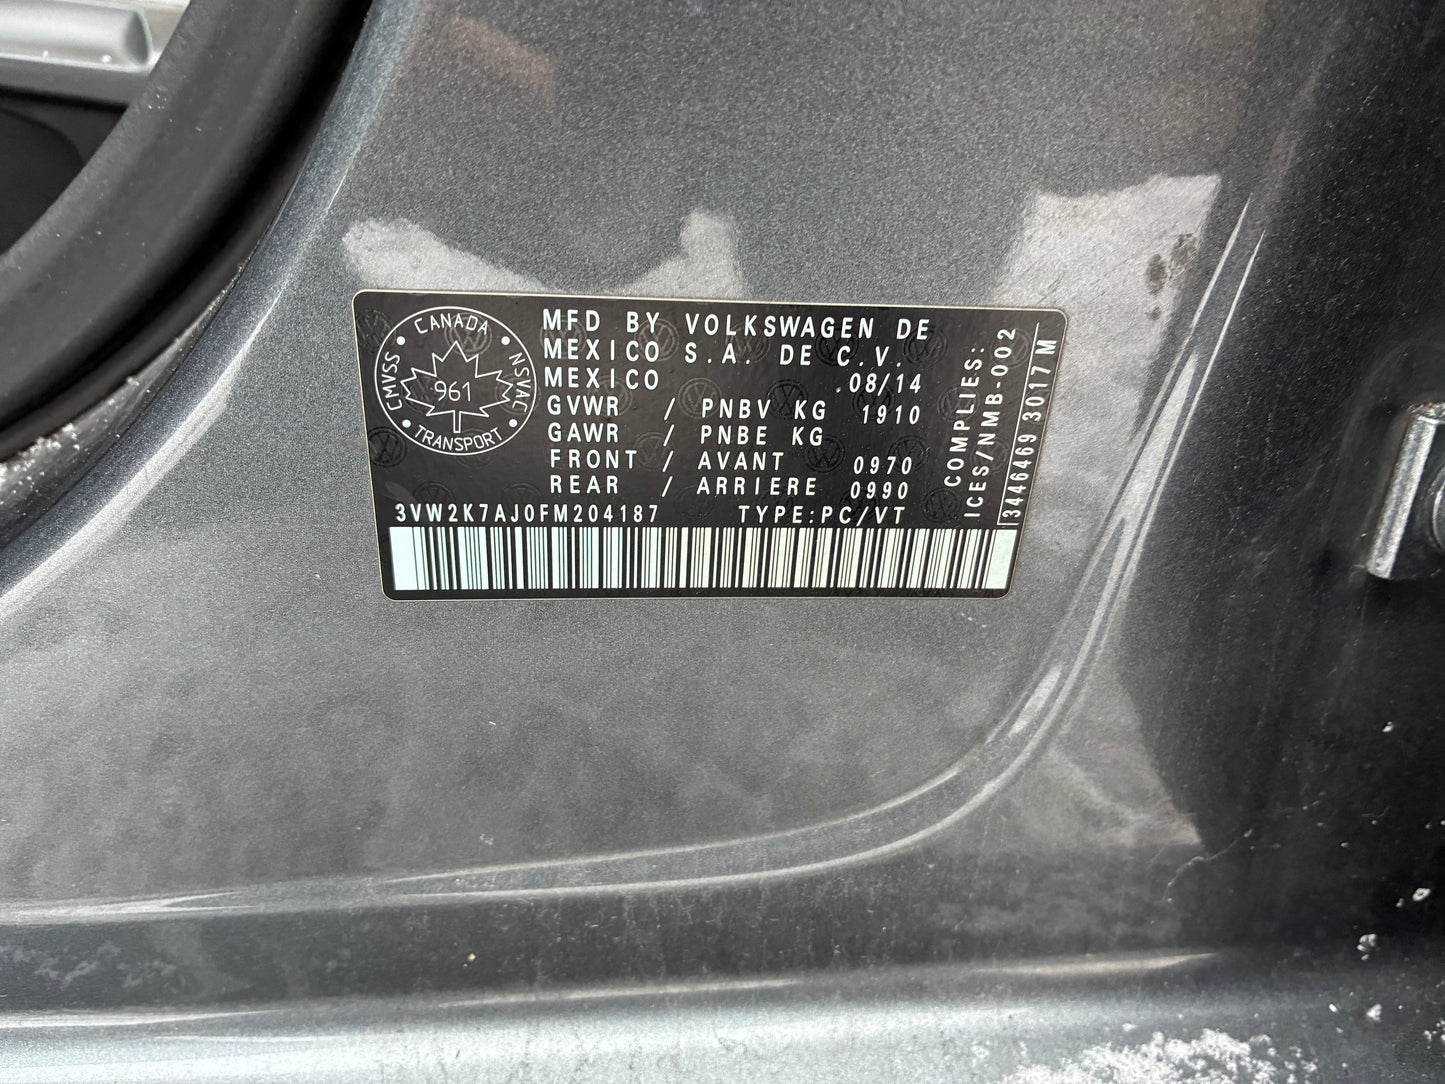 CANADA
CMVSS
NSVAC
961
TRANSPORT
MFD BY VOLKSWAGEN DE
MEXICO S.A. DE C.V.
MEXICO 08/14
GVWR / PNBV KG 1910
GAWR / PNBE KG
FRONT / AVANT 0970
REAR / ARRIERE 0990
3VW2K7AJ0FM204187 TYPE:PC/VT
COMPLIES:
ICES/NMB-002
3446469 3017 M